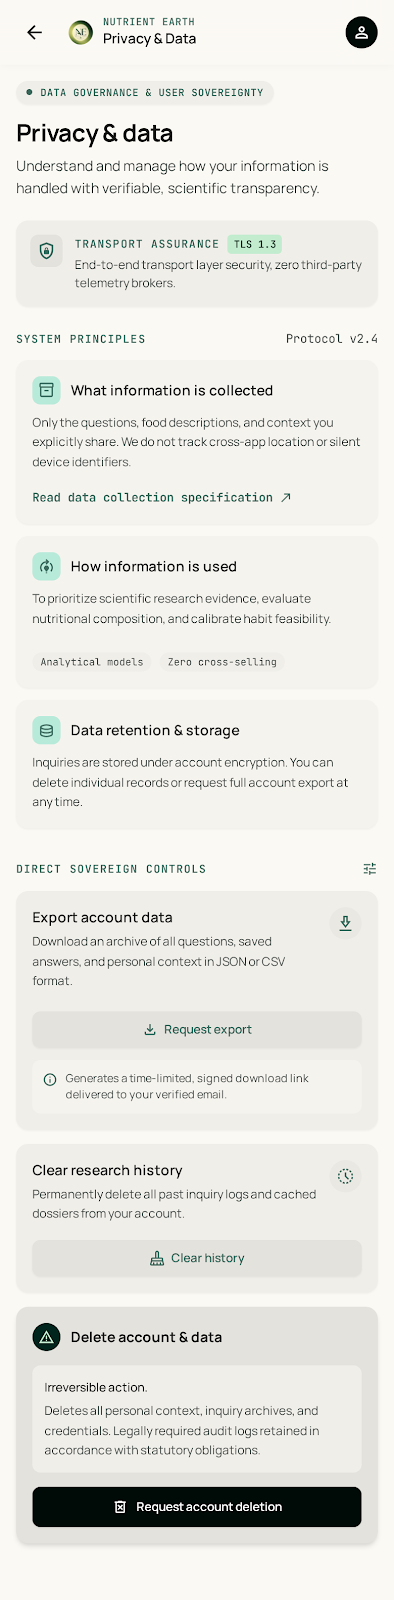 NUTRIENT EARTH
Privacy & Data
DATA GOVERNANCE & USER SOVEREIGNTY
Privacy & data
Understand and manage how your information is
handled with verifiable, scientific transparency.
TRANSPORT ASSURANCE TLS 1.3
End-to-end transport layer security, zero third-party
telemetry brokers.
SYSTEM PRINCIPLES Protocol v2.4
What information is collected
Only the questions, food descriptions, and context you
explicitly share. We do not track cross-app location or silent
device identifiers.
Read data collection specification ↗
How information is used
To prioritize scientific research evidence, evaluate
nutritional composition, and calibrate habit feasibility.
Analytical models Zero cross-selling
Data retention & storage
Inquiries are stored under account encryption. You can
delete individual records or request full account export at
any time.
DIRECT SOVEREIGN CONTROLS
Export account data
Download an archive of all questions, saved
answers, and personal context in JSON or CSV
format.
Request export
Generates a time-limited, signed download link
delivered to your verified email.
Clear research history
Permanently delete all past inquiry logs and cached
dossiers from your account.
Clear history
Delete account & data
Irreversible action.
Deletes all personal context, inquiry archives, and
credentials. Legally required audit logs retained in
accordance with statutory obligations.
Request account deletion